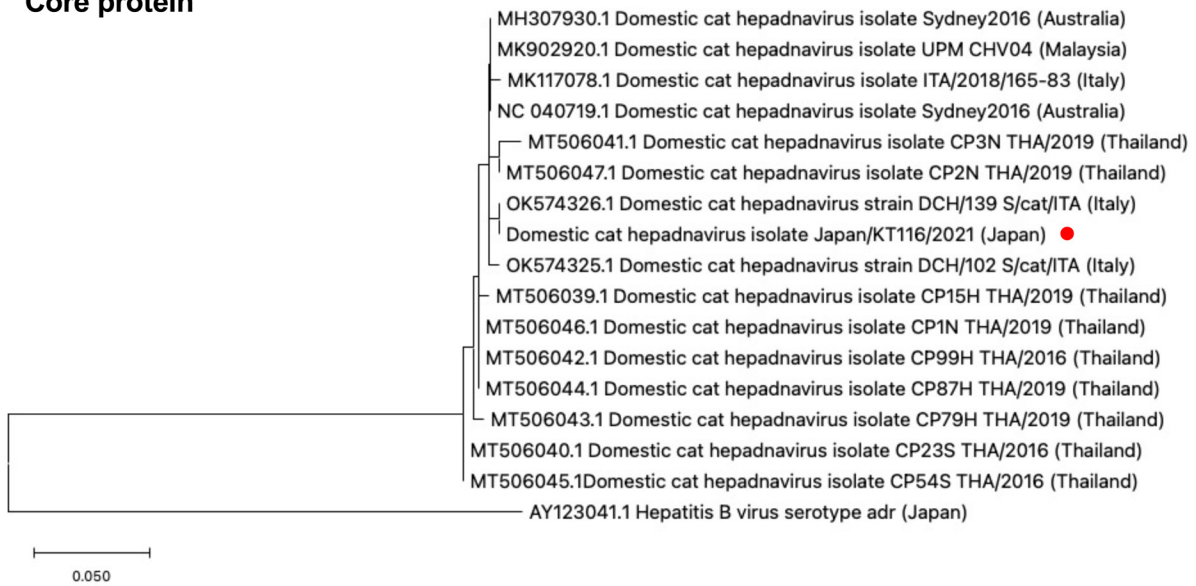 Core protein
MH307930.1 Domestic cat hepadnavirus isolate Sydney2016 (Australia)
MK902920.1 Domestic cat hepadnavirus isolate UPM CHV04 (Malaysia)
MK117078.1 Domestic cat hepadnavirus isolate ITA/2018/165-83 (Italy)
NC 040719.1 Domestic cat hepadnavirus isolate Sydney2016 (Australia)
MT506041.1 Domestic cat hepadnavirus isolate CP3N THA/2019 (Thailand)
MT506047.1 Domestic cat hepadnavirus isolate CP2N THA/2019 (Thailand)
OK574326.1 Domestic cat hepadnavirus strain DCH/139 S/cat/ITA (Italy)
Domestic cat hepadnavirus isolate Japan/KT116/2021 (Japan)
OK574325.1 Domestic cat hepadnavirus strain DCH/102 S/cat/ITA (Italy)
MT506039.1 Domestic cat hepadnavirus isolate CP15H THA/2019 (Thailand)
MT506046.1 Domestic cat hepadnavirus isolate CP1N THA/2019 (Thailand)
MT506042.1 Domestic cat hepadnavirus isolate CP99H THA/2016 (Thailand)
MT506044.1 Domestic cat hepadnavirus isolate CP87H THA/2019 (Thailand)
MT506043.1 Domestic cat hepadnavirus isolate CP79H THA/2019 (Thailand)
MT506040.1 Domestic cat hepadnavirus isolate CP23S THA/2016 (Thailand)
MT506045.1Domestic cat hepadnavirus isolate CP54S THA/2016 (Thailand)
AY123041.1 Hepatitis B virus serotype adr (Japan)
0.050